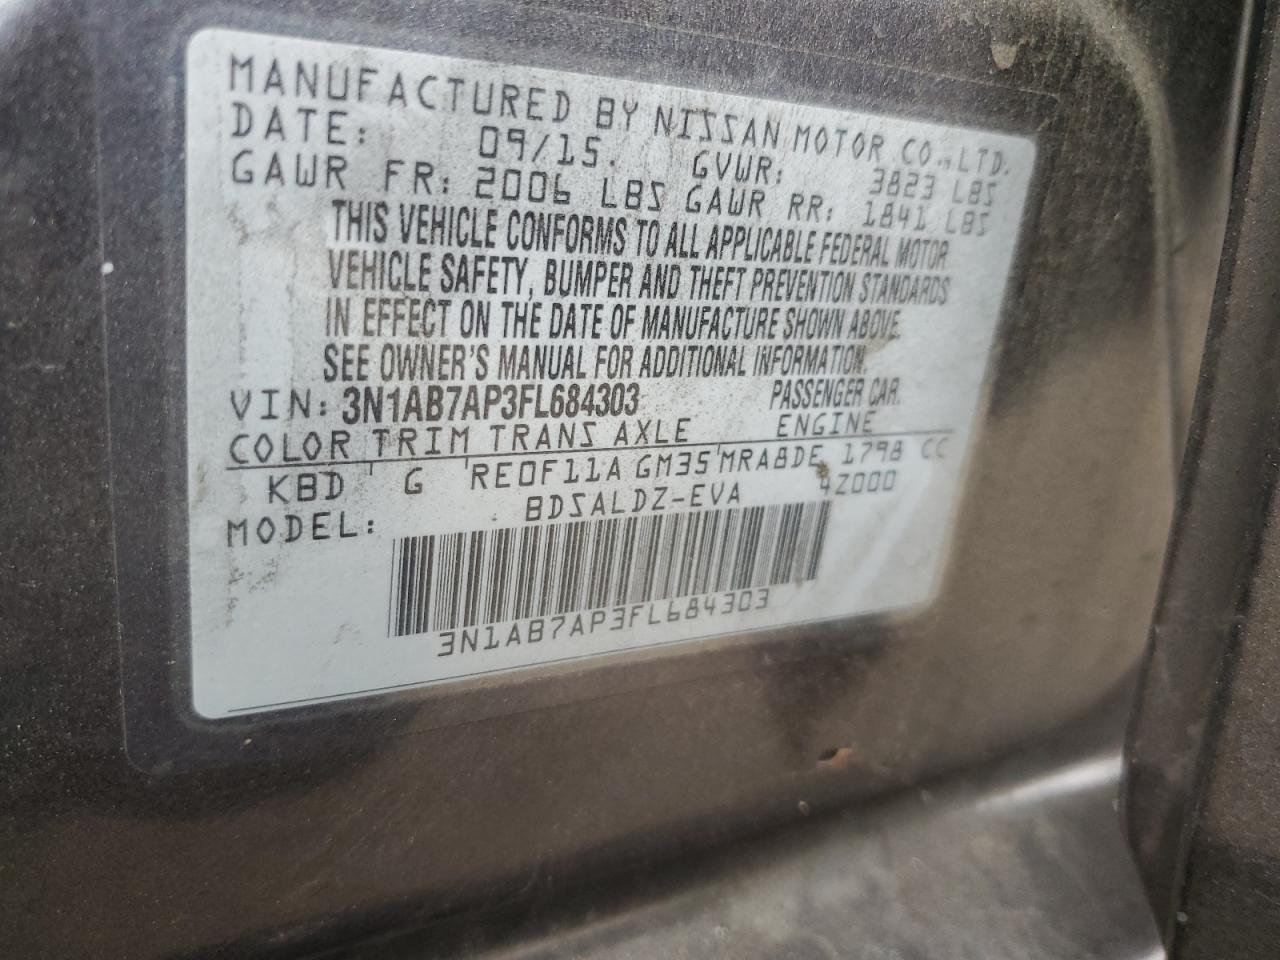 MANUFACTURED BY NISSAN MOTOR CO., LTD.
DATE: 09/15. GVWR: 3823 LBS
GAWR FR: 2006 LBS GAWR RR: 1841 LBS
THIS VEHICLE CONFORMS TO ALL APPLICABLE FEDERAL MOTOR
VEHICLE SAFETY, BUMPER AND THEFT PREVENTION STANDARDS
IN EFFECT ON THE DATE OF MANUFACTURE SHOWN ABOVE.
SEE OWNER'S MANUAL FOR ADDITIONAL INFORMATION.
VIN: 3N1AB7AP3FL684303 PASSENGER CAR.
COLOR TRIM TRANS AXLE ENGINE
KBD G RE0F11A GM35 MRA8DE 1798 CC
MODEL: BDSALDZ-EVA 4Z000
3N1AB7AP3FL684303